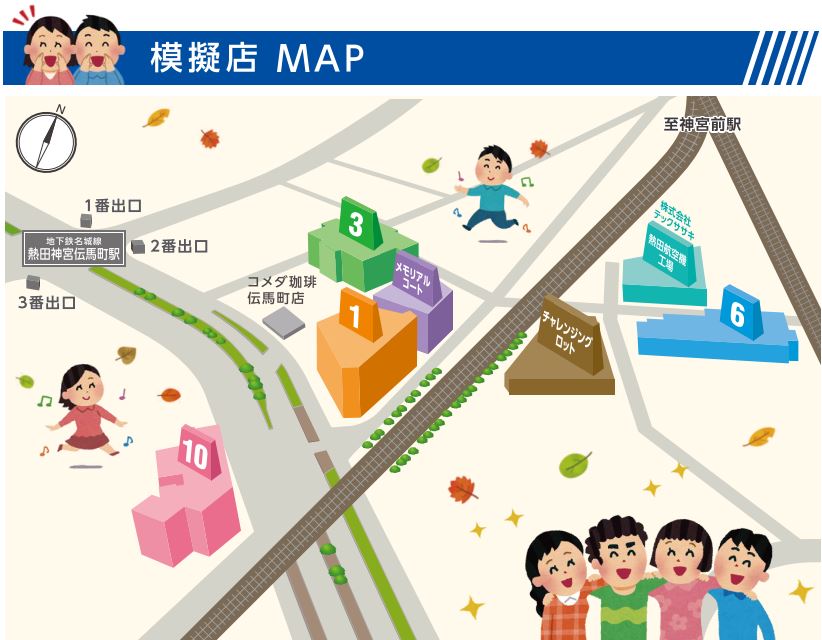 模擬店 MAP
N
至神宮前駅
1番出口
地下鉄名城線
熱田神宮伝馬町駅
2番出口
3番出口
コメダ珈琲
伝馬町店
3
メモリアル
コート
1
株式会社
テックササキ
熱田航空機
工場
6
チャレンジング
ロット
10